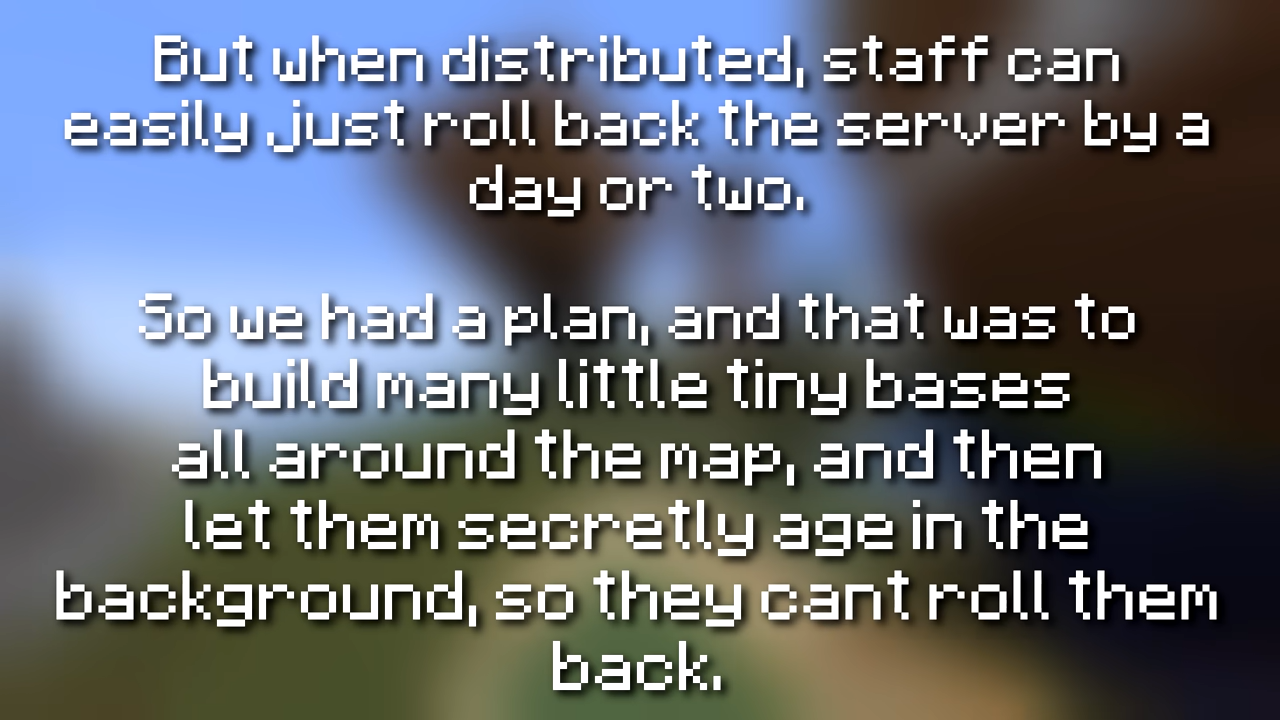 But when distributed, staff can
easily just roll back the server by a
day or two.
So we had a plan, and that was to
build many little tiny bases
all around the map, and then
let them secretly age in the
background, so they cant roll them
back.